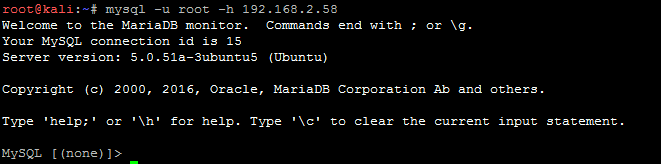 root@kali:~# mysql -u root -h 192.168.2.58
Welcome to the MariaDB monitor.  Commands end with ; or \g.
Your MySQL connection id is 15
Server version: 5.0.51a-3ubuntu5 (Ubuntu)
Copyright (c) 2000, 2016, Oracle, MariaDB Corporation Ab and others.
Type 'help;' or '\h' for help. Type '\c' to clear the current input statement.
MySQL [(none)]>